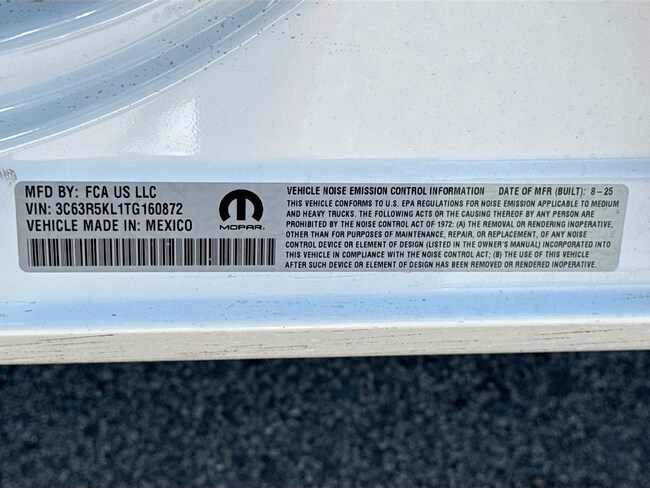 MFD BY: FCA US LLC
VIN: 3C63R5KL1TG160872
VEHICLE MADE IN: MEXICO
MOPAR.
VEHICLE NOISE EMISSION CONTROL INFORMATION DATE OF MFR (BUILT): 8-25
THIS VEHICLE CONFORMS TO U.S. EPA REGULATIONS FOR NOISE EMISSION APPLICABLE TO MEDIUM
AND HEAVY TRUCKS. THE FOLLOWING ACTS OR THE CAUSING THEREOF BY ANY PERSON ARE
PROHIBITED BY THE NOISE CONTROL ACT OF 1972: (A) THE REMOVAL OR RENDERING INOPERATIVE,
OTHER THAN FOR PURPOSES OF MAINTENANCE, REPAIR, OR REPLACEMENT, OF ANY NOISE
CONTROL DEVICE OR ELEMENT OF DESIGN (LISTED IN THE OWNER'S MANUAL) INCORPORATED INTO
THIS VEHICLE IN COMPLIANCE WITH THE NOISE CONTROL ACT; (B) THE USE OF THIS VEHICLE
AFTER SUCH DEVICE OR ELEMENT OF DESIGN HAS BEEN REMOVED OR RENDERED INOPERATIVE.